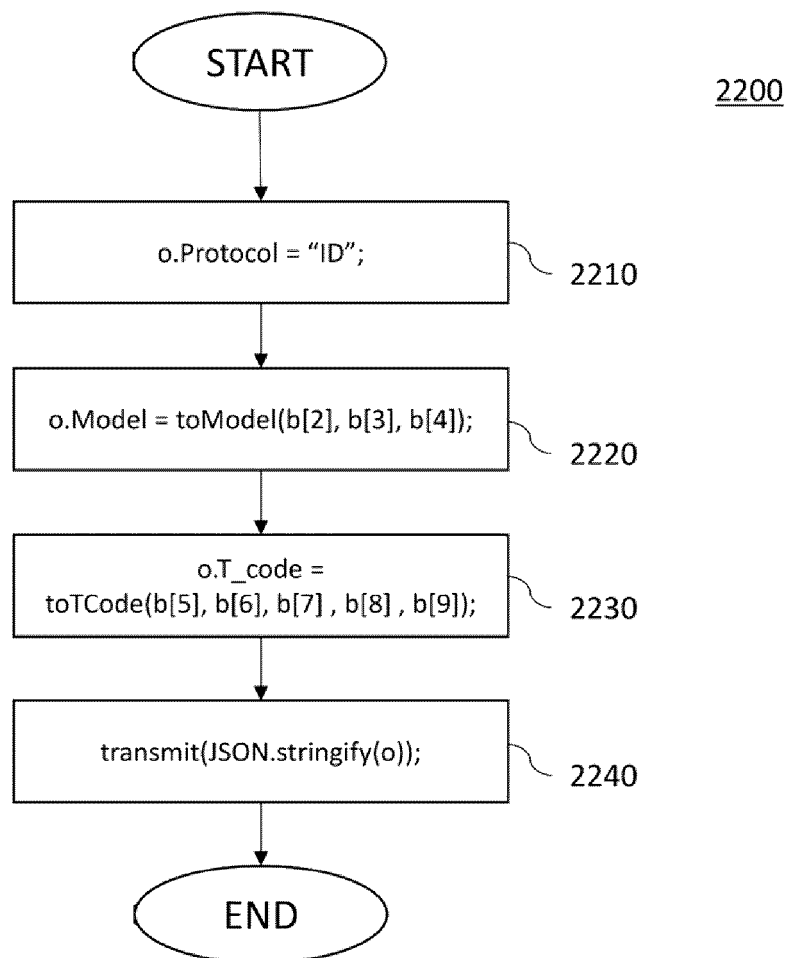 START
2200
o.Protocol = “ID”;
2210
o.Model = toModel(b[2], b[3], b[4]);
2220
o.T_code =
toTCode(b[5], b[6], b[7] , b[8] , b[9]);
2230
transmit(JSON.stringify(o));
2240
END